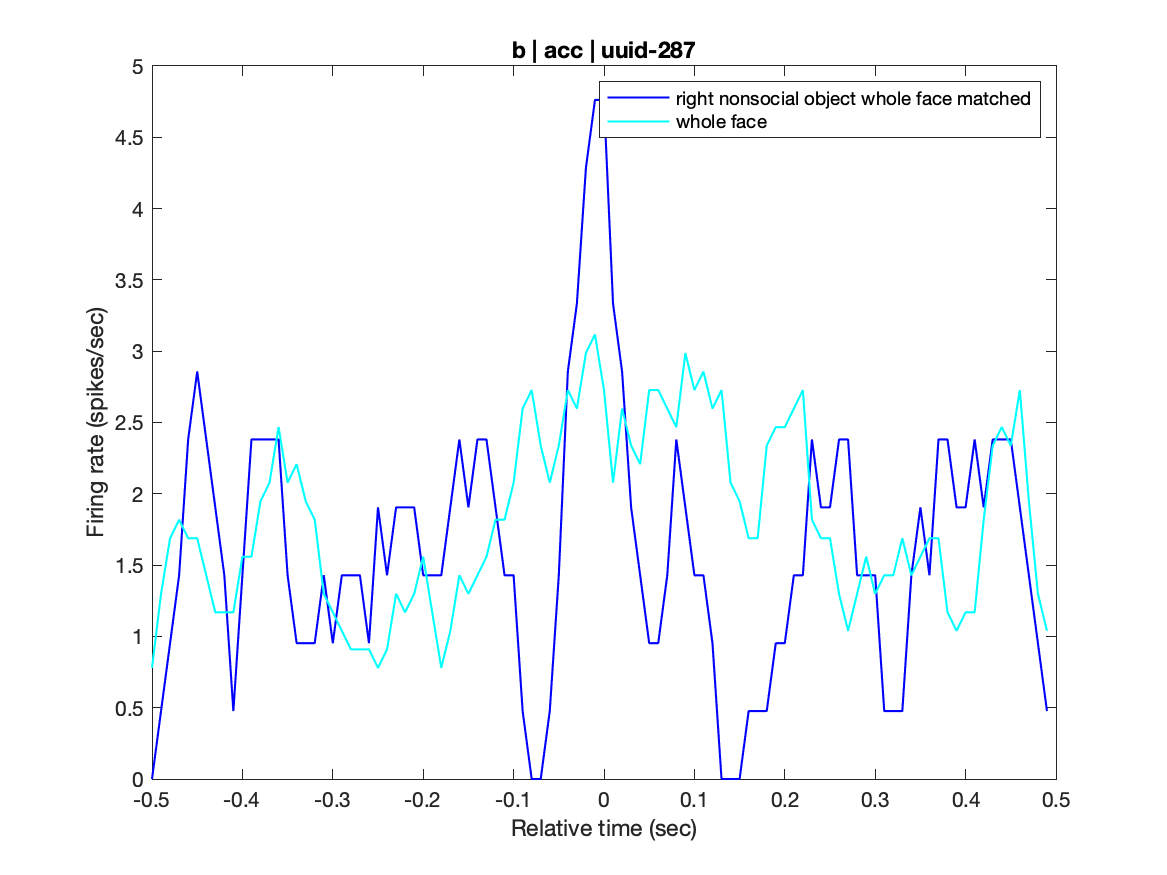 b | acc | uuid-287
right nonsocial object whole face matched
whole face
5
4.5
4
3.5
3
2.5
2
1.5
1
0.5
0
Firing rate (spikes/sec)
-0.5 -0.4 -0.3 -0.2 -0.1 0 0.1 0.2 0.3 0.4 0.5
Relative time (sec)